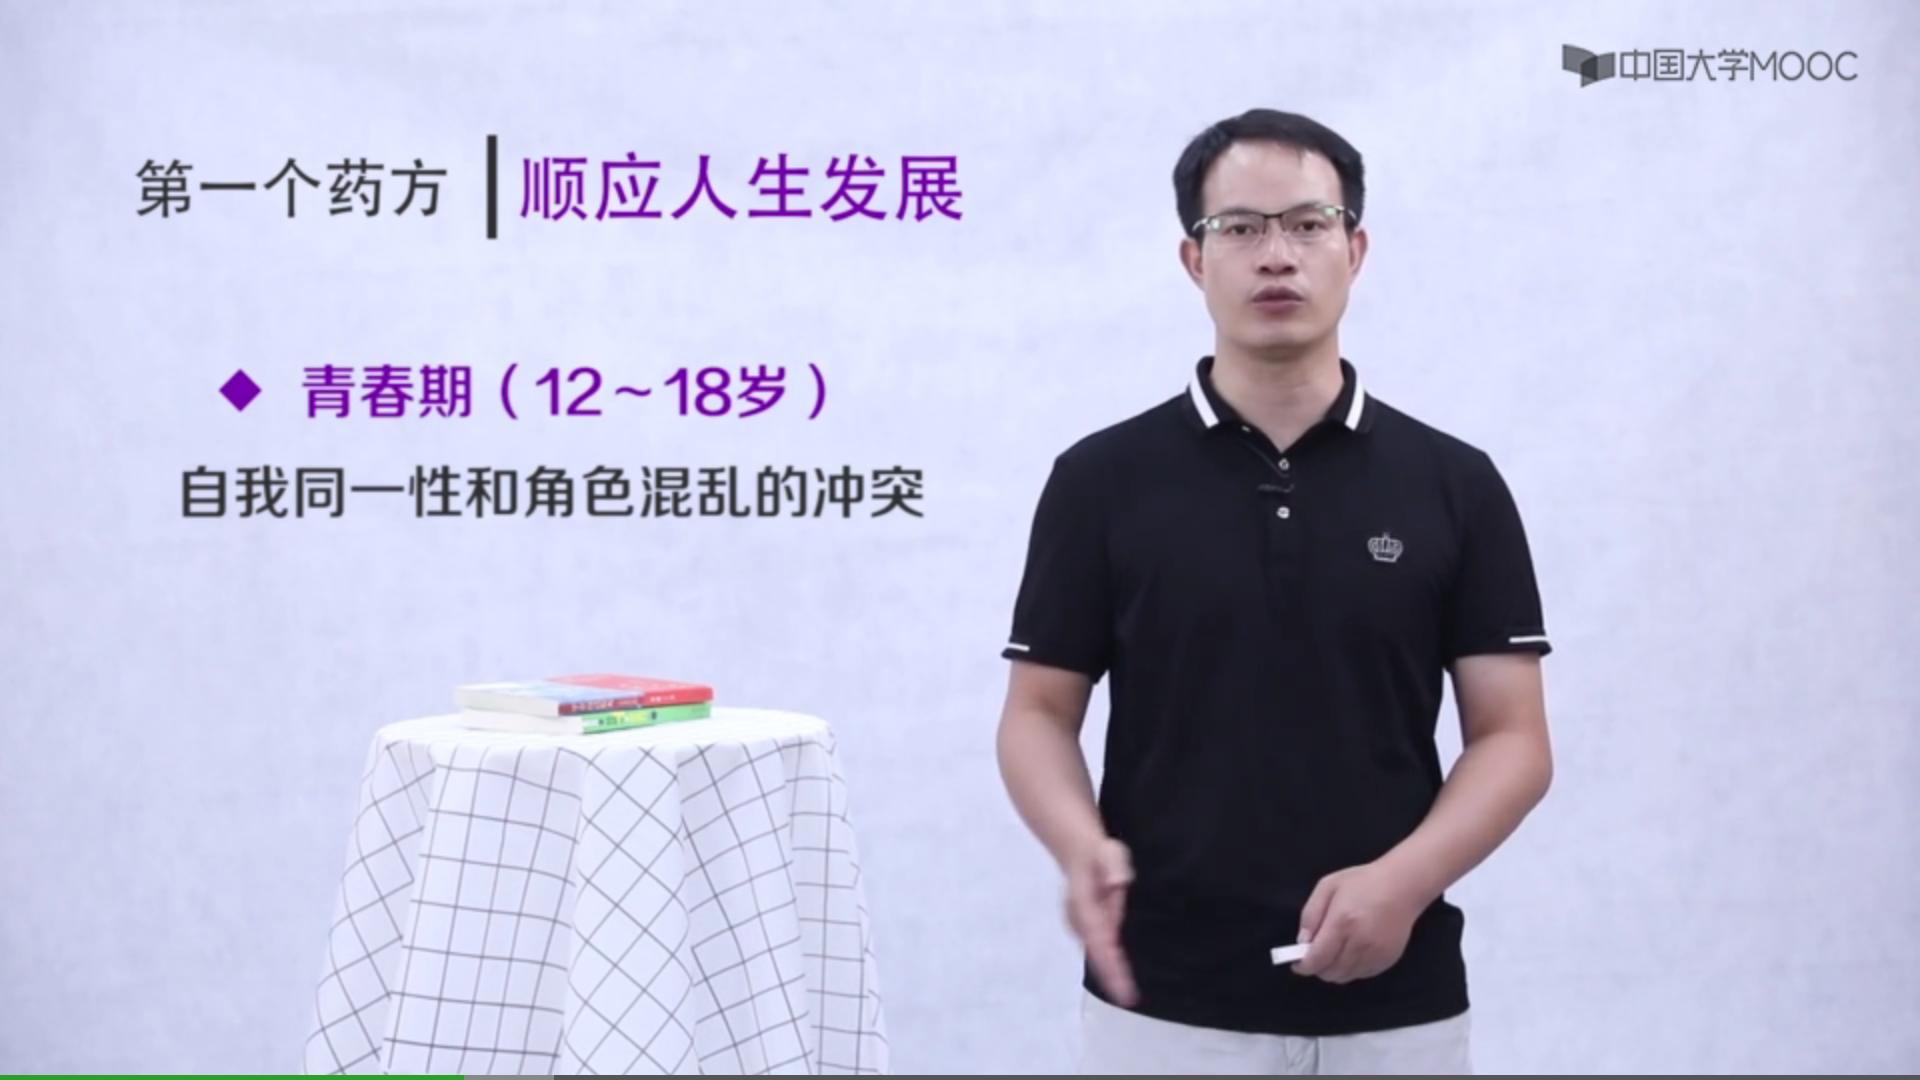 中国大学MOOC
第一个药方 顺应人生发展
◆ 青春期（12～18岁）
自我同一性和角色混乱的冲突